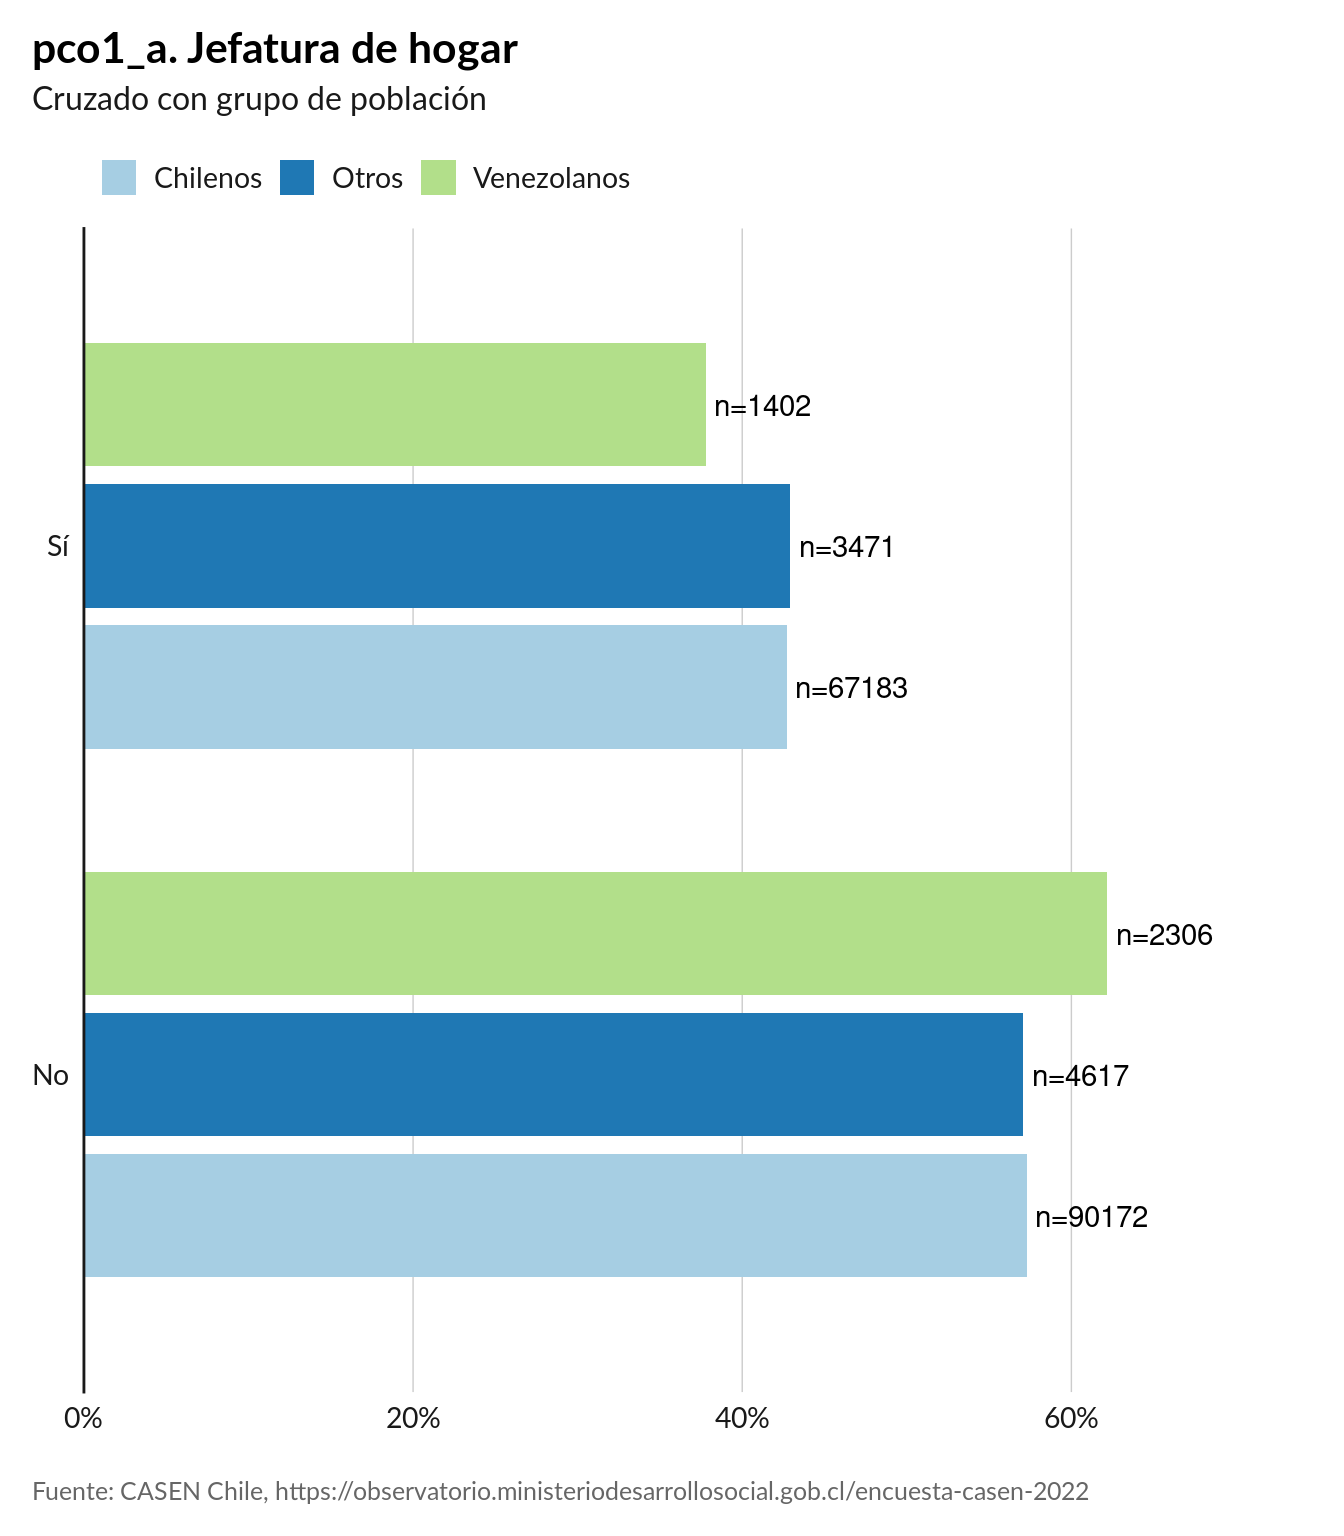 pco1_a. Jefatura de hogar
Cruzado con grupo de población
Chilenos Otros Venezolanos
n=1402
Sí n=3471
n=67183
n=2306
No n=4617
n=90172
0% 20% 40% 60%
Fuente: CASEN Chile, https://observatorio.ministeriodesarrollosocial.gob.cl/encuesta-casen-2022